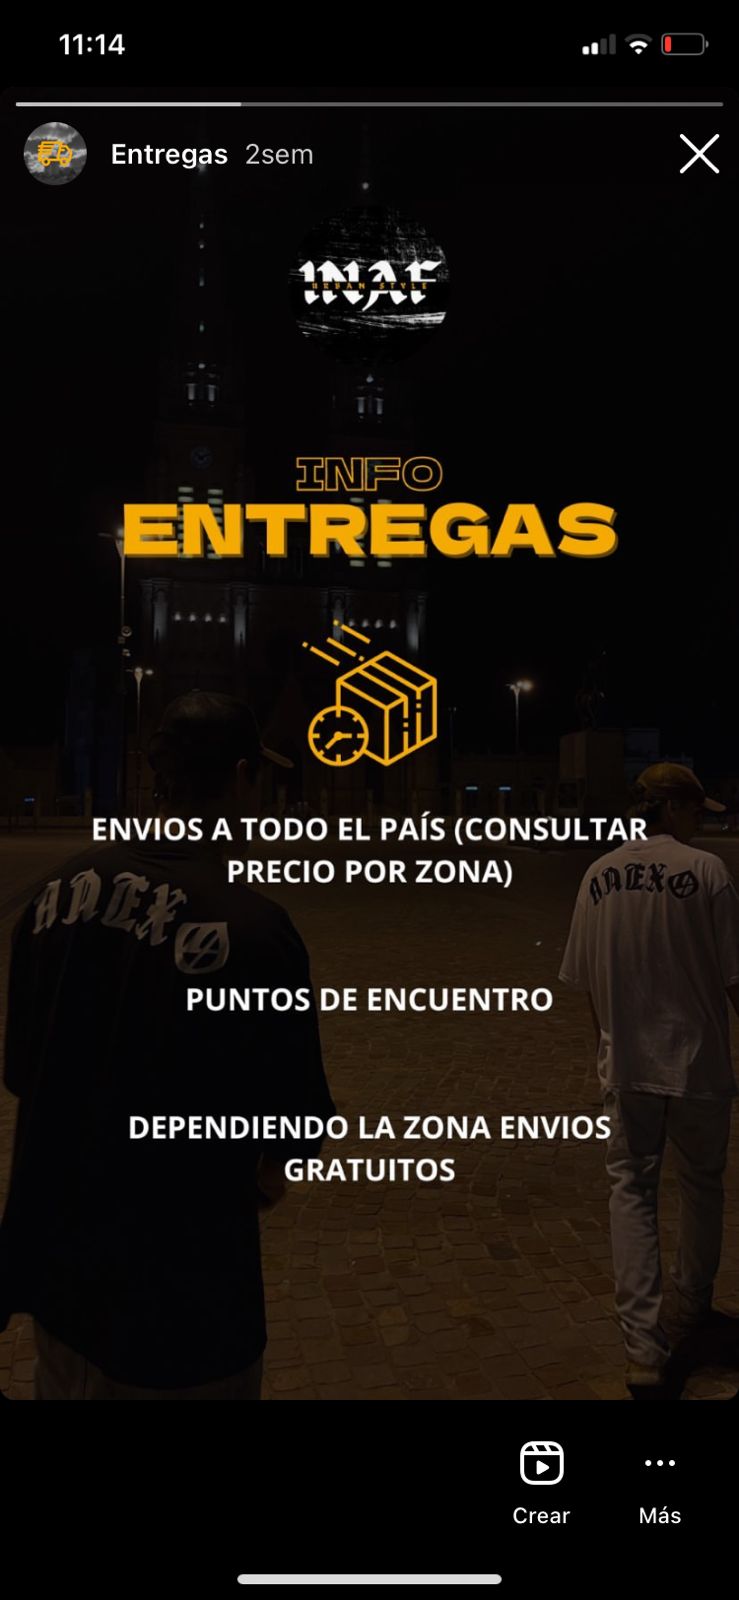 11:14
Entregas 2sem
INAF
URBAN STYLE
INFO
ENTREGAS
ENVIOS A TODO EL PAÍS (CONSULTAR
PRECIO POR ZONA)
ANEXO
ANEXO
PUNTOS DE ENCUENTRO
DEPENDIENDO LA ZONA ENVIOS
GRATUITOS
Crear Más